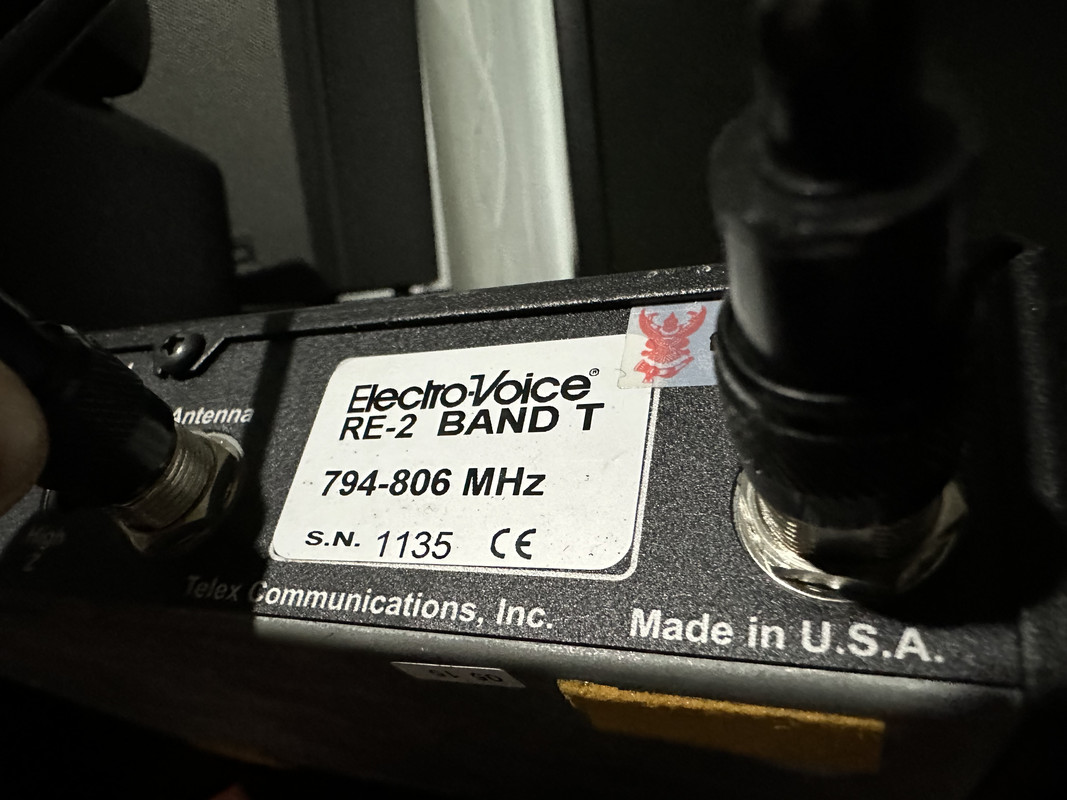 Antenna
Electro-Voice®
RE-2 BAND T
794-806 MHz
S.N. 1135 CE
Telex Communications, Inc.
Made in U.S.A.